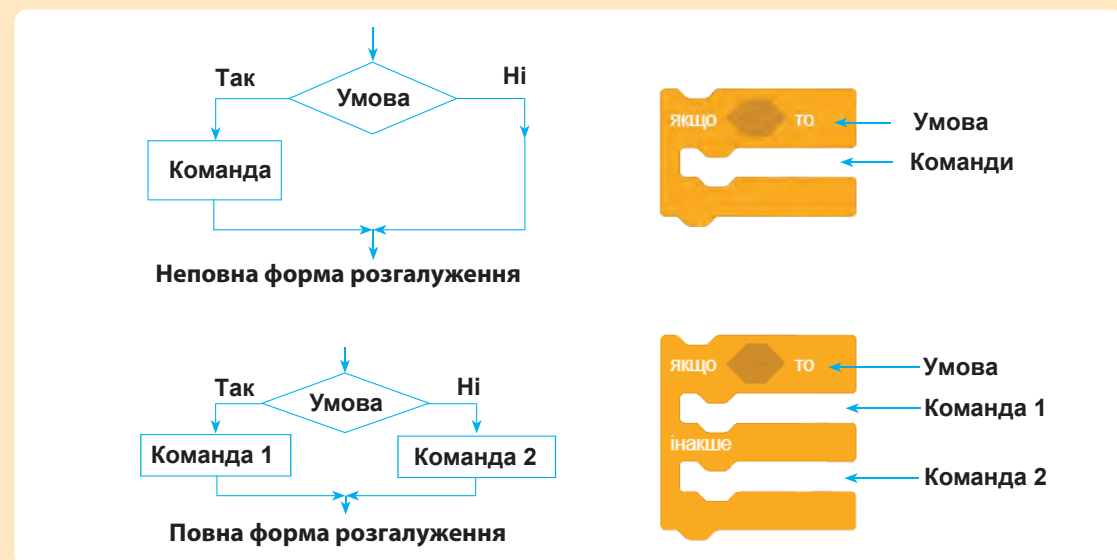 Так
Ні
Умова
Команда
Неповна форма розгалуження
якщо то
Умова
Команди
Так
Ні
Умова
Команда 1
Команда 2
Повна форма розгалуження
якщо то
Умова
Команда 1
інакше
Команда 2